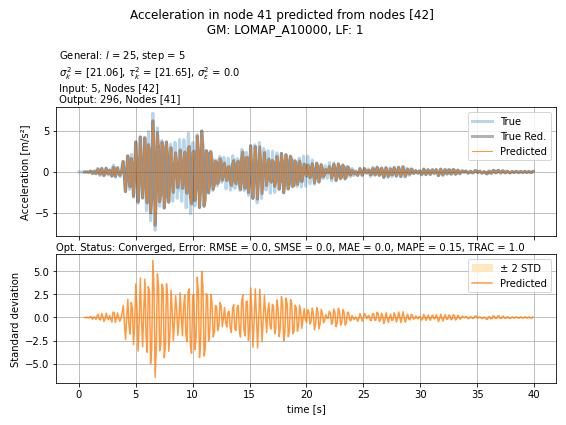 Acceleration in node 41 predicted from nodes [42]
GM: LOMAP_A10000, LF: 1
General: l = 25, step = 5
σ_k^2 = [21.06], τ_k^2 = [21.65], σ_ε^2 = 0.0
Input: 5, Nodes [42]
Output: 296, Nodes [41]
Acceleration [m/s²]
5
0
−5
True
True Red.
Predicted
Opt. Status: Converged, Error: RMSE = 0.0, SMSE = 0.0, MAE = 0.0, MAPE = 0.15, TRAC = 1.0
Standard deviation
5.0
2.5
0.0
−2.5
−5.0
± 2 STD
Predicted
0 5 10 15 20 25 30 35 40
time [s]